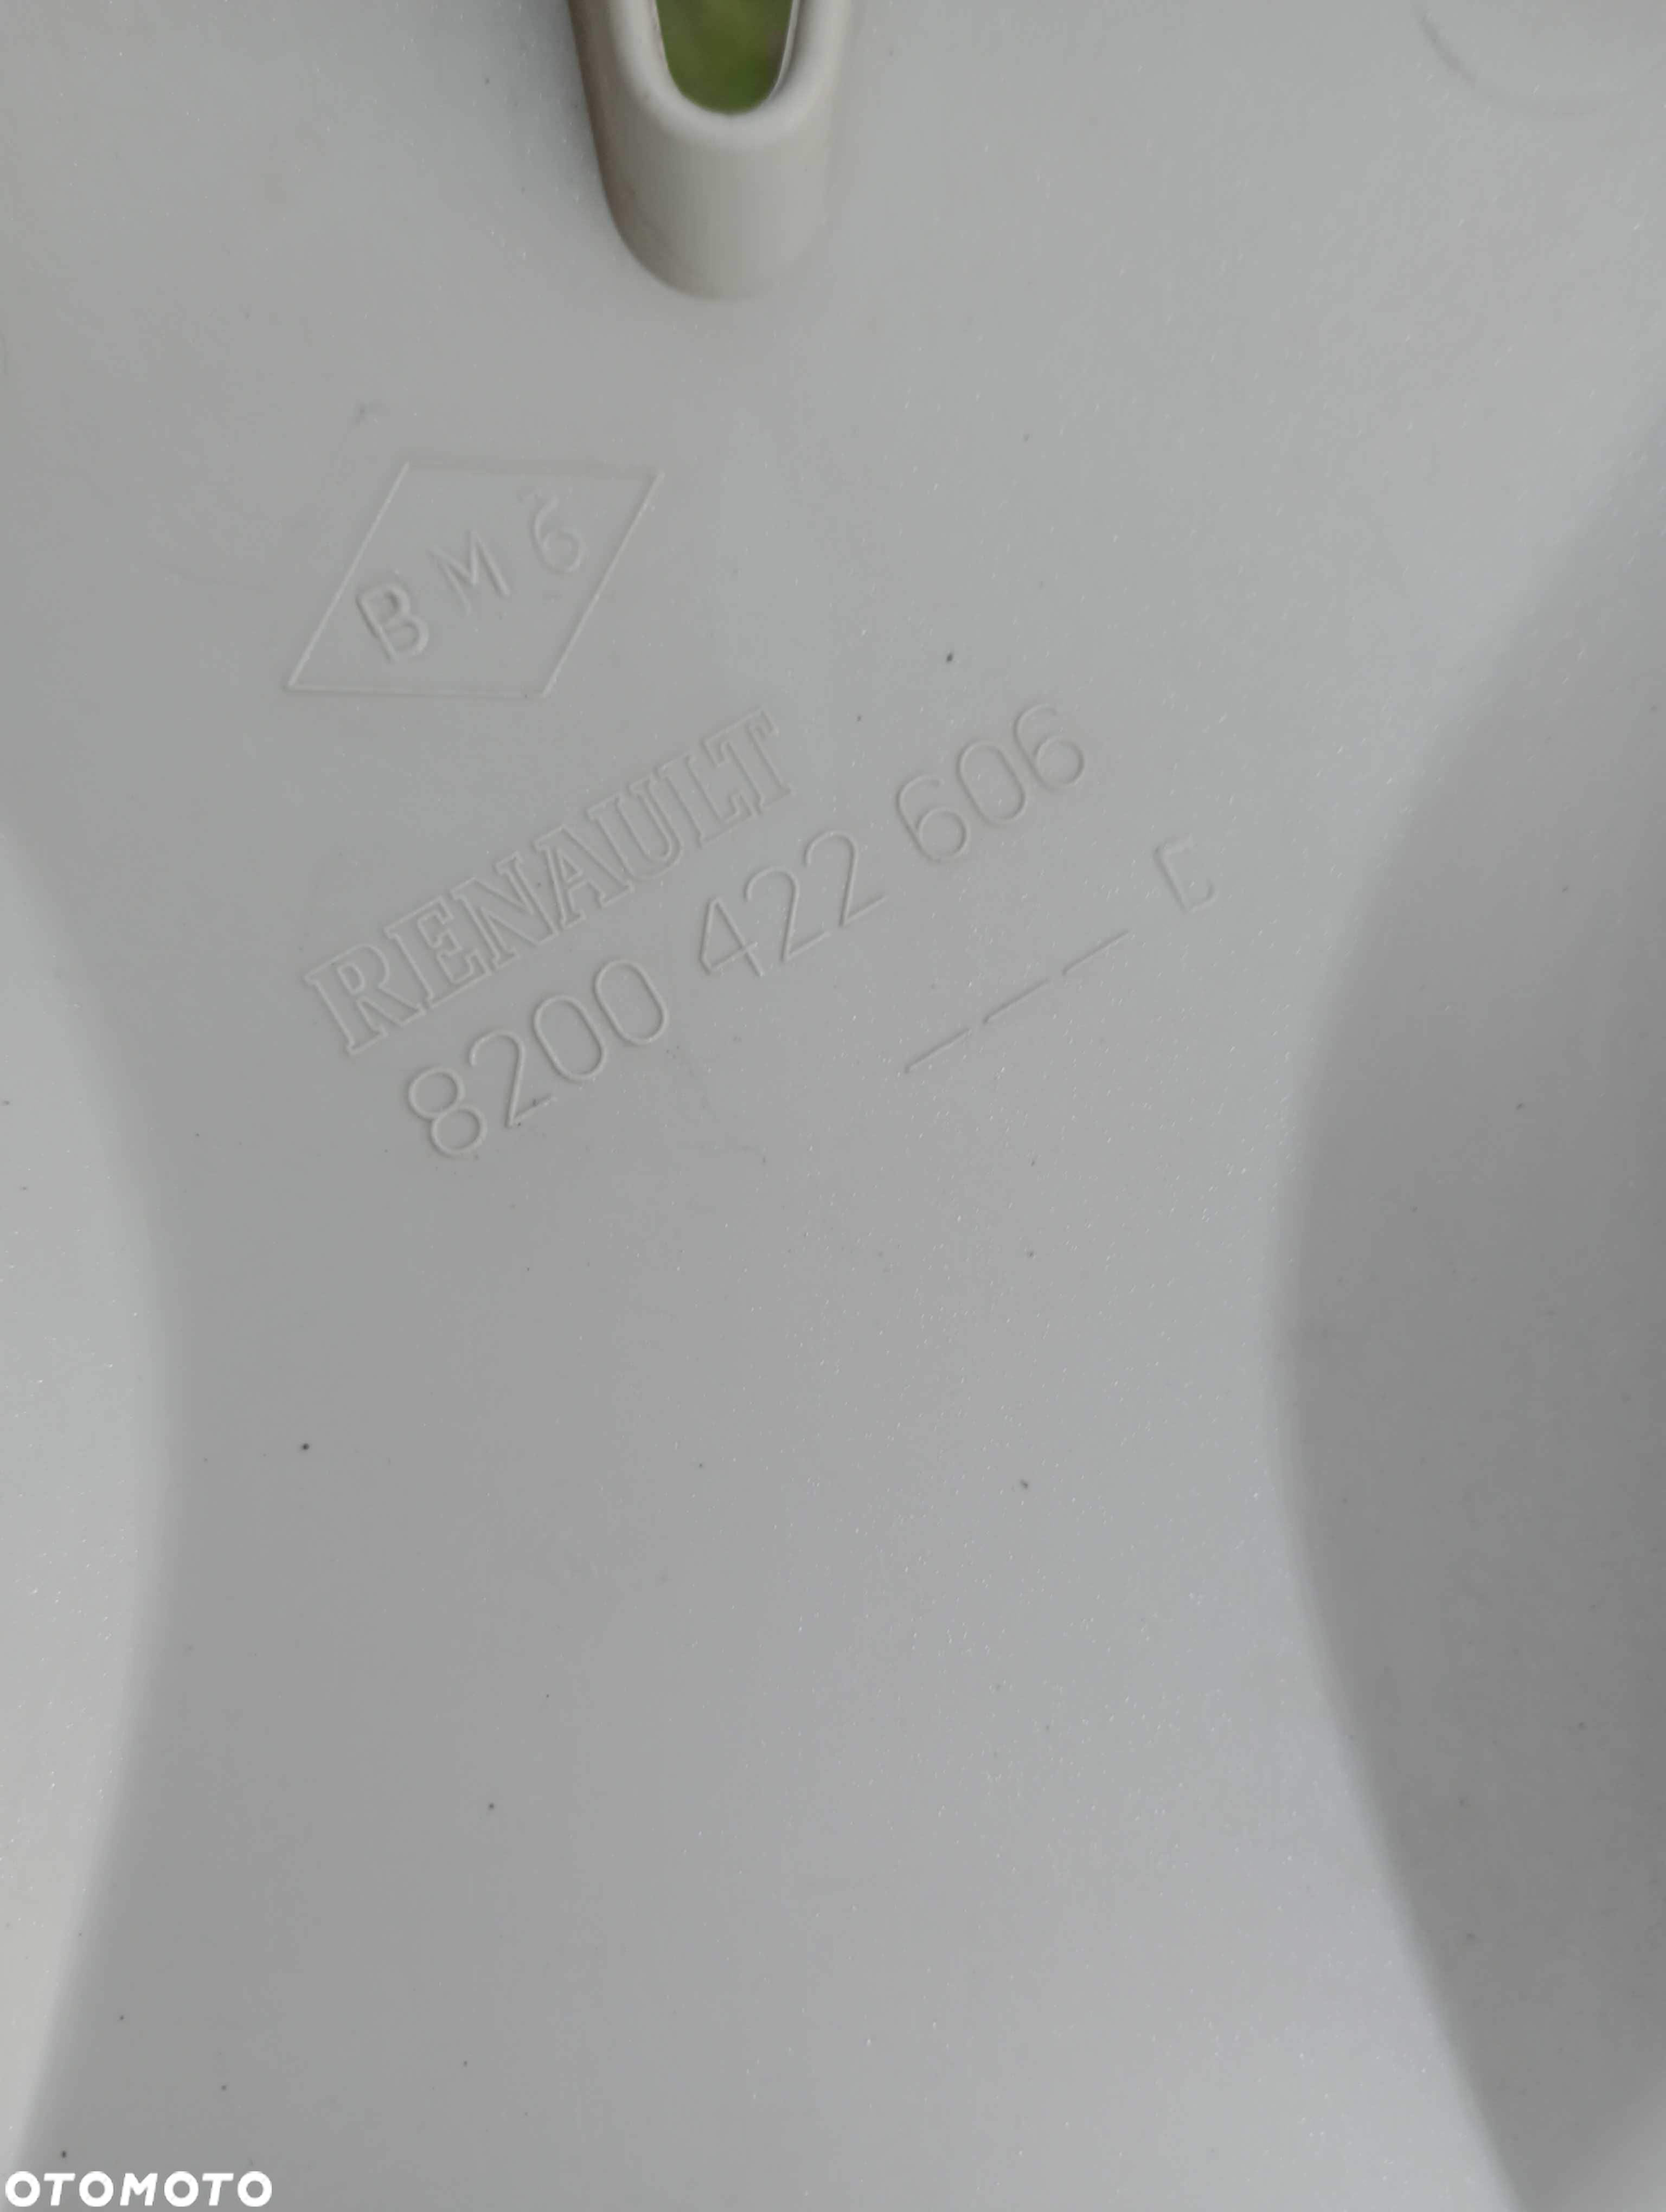 BM6
RENAULT
8200 422 606
--- C
OTOMOTO